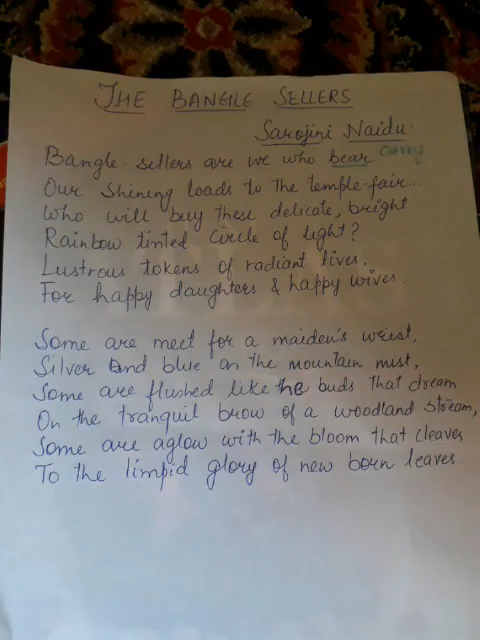 THE BANGLE SELLERS
Sarojini Naidu.
Bangle-sellers are we who bear carry
Our shining loads to the temple-fair....
Who will buy these delicate, bright
Rainbow tinted circle of light?
Lustrous tokens of radiant lives.
For happy daughters & happy wives.
Some are meet for a maiden's wrist,
Silver and blue as the mountain mist,
Some are flushed like the buds that dream
On the tranquil brow of a woodland stream,
Some are aglow with the bloom that cleaves
To the limpid glory of new born leaves.